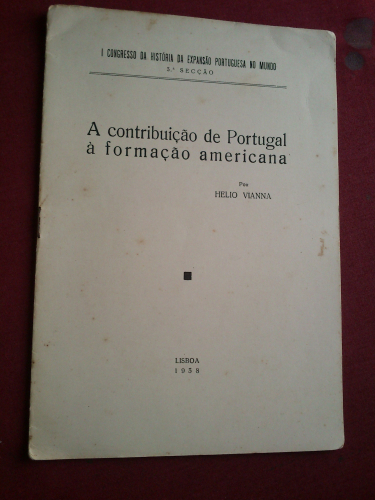 I CONGRESSO DA HISTÓRIA DA EXPANSÃO PORTUGUESA NO MUNDO
3.ª SECÇÃO
A contribuição de Portugal
à formação americana
Por
HELIO VIANNA
LISBOA
1938